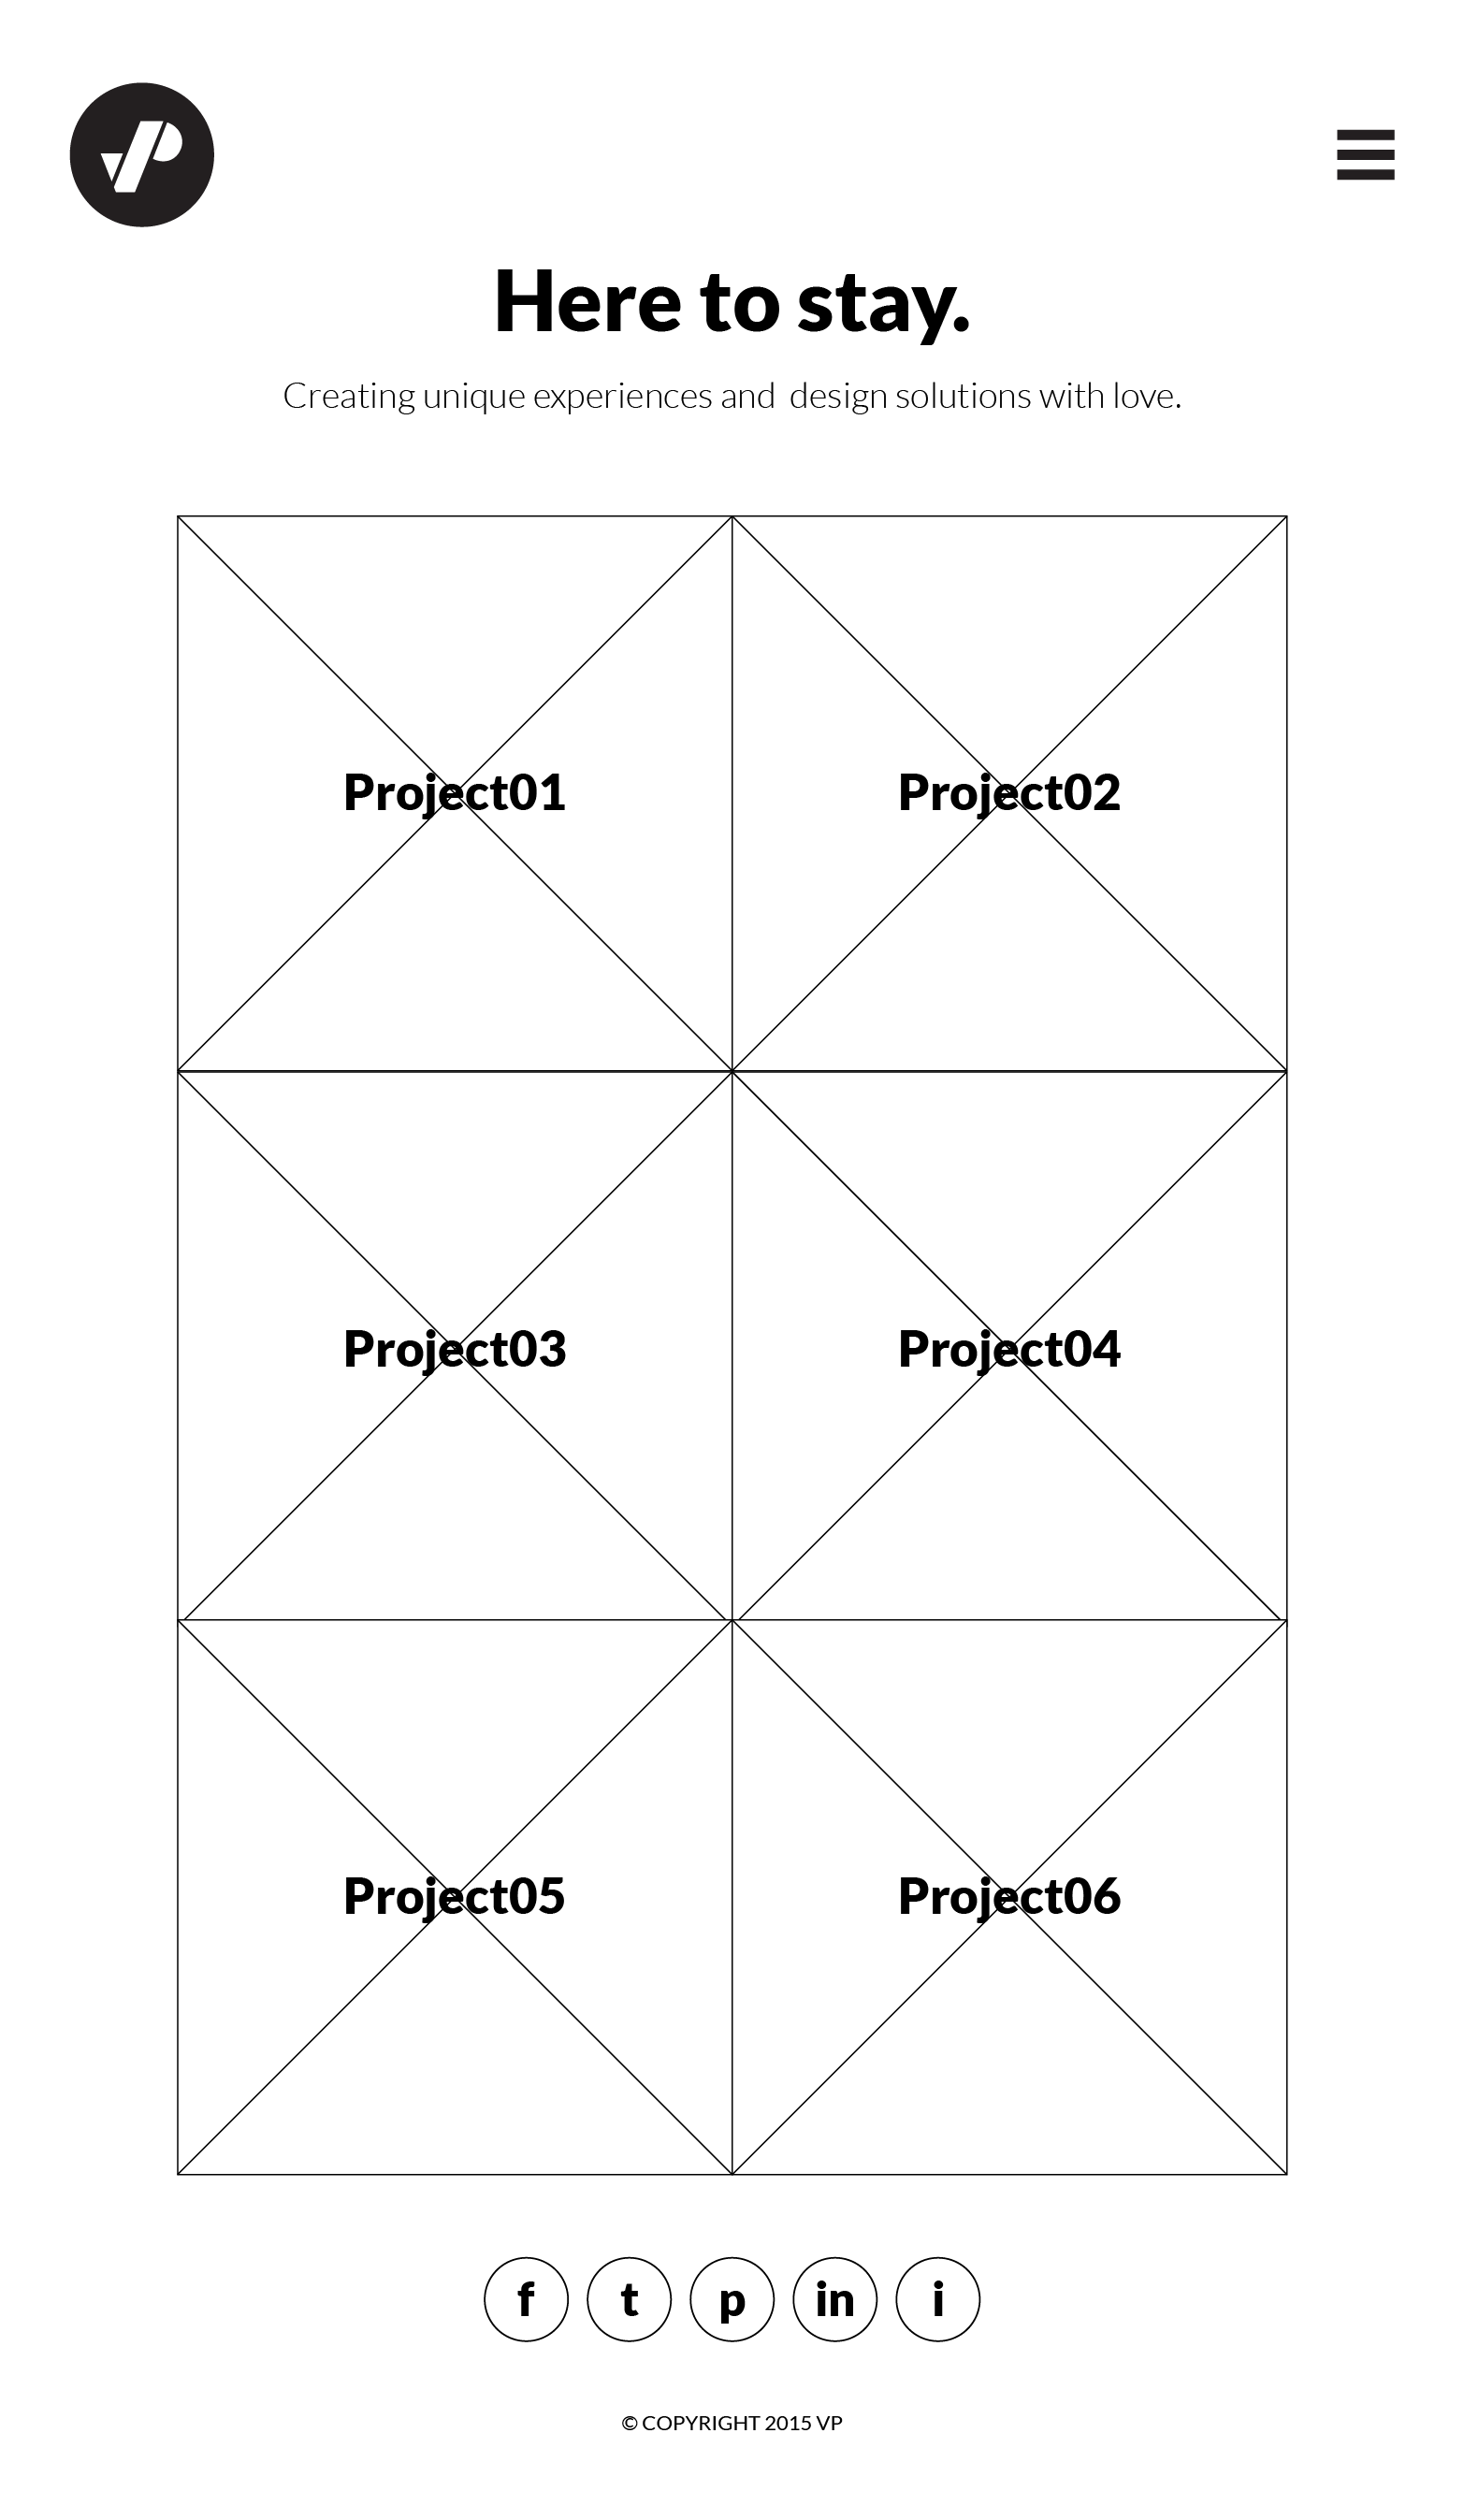 VP
Here to stay.
Creating unique experiences and  design solutions with love.
Project01
Project02
Project03
Project04
Project05
Project06
f
t
p
in
i
© COPYRIGHT 2015 VP